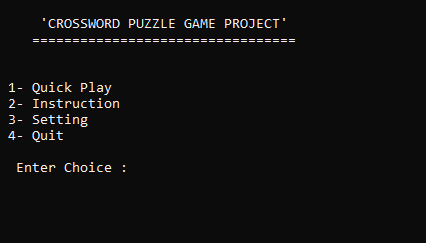 'CROSSWORD PUZZLE GAME PROJECT'
=================================
1- Quick Play
2- Instruction
3- Setting
4- Quit
Enter Choice :